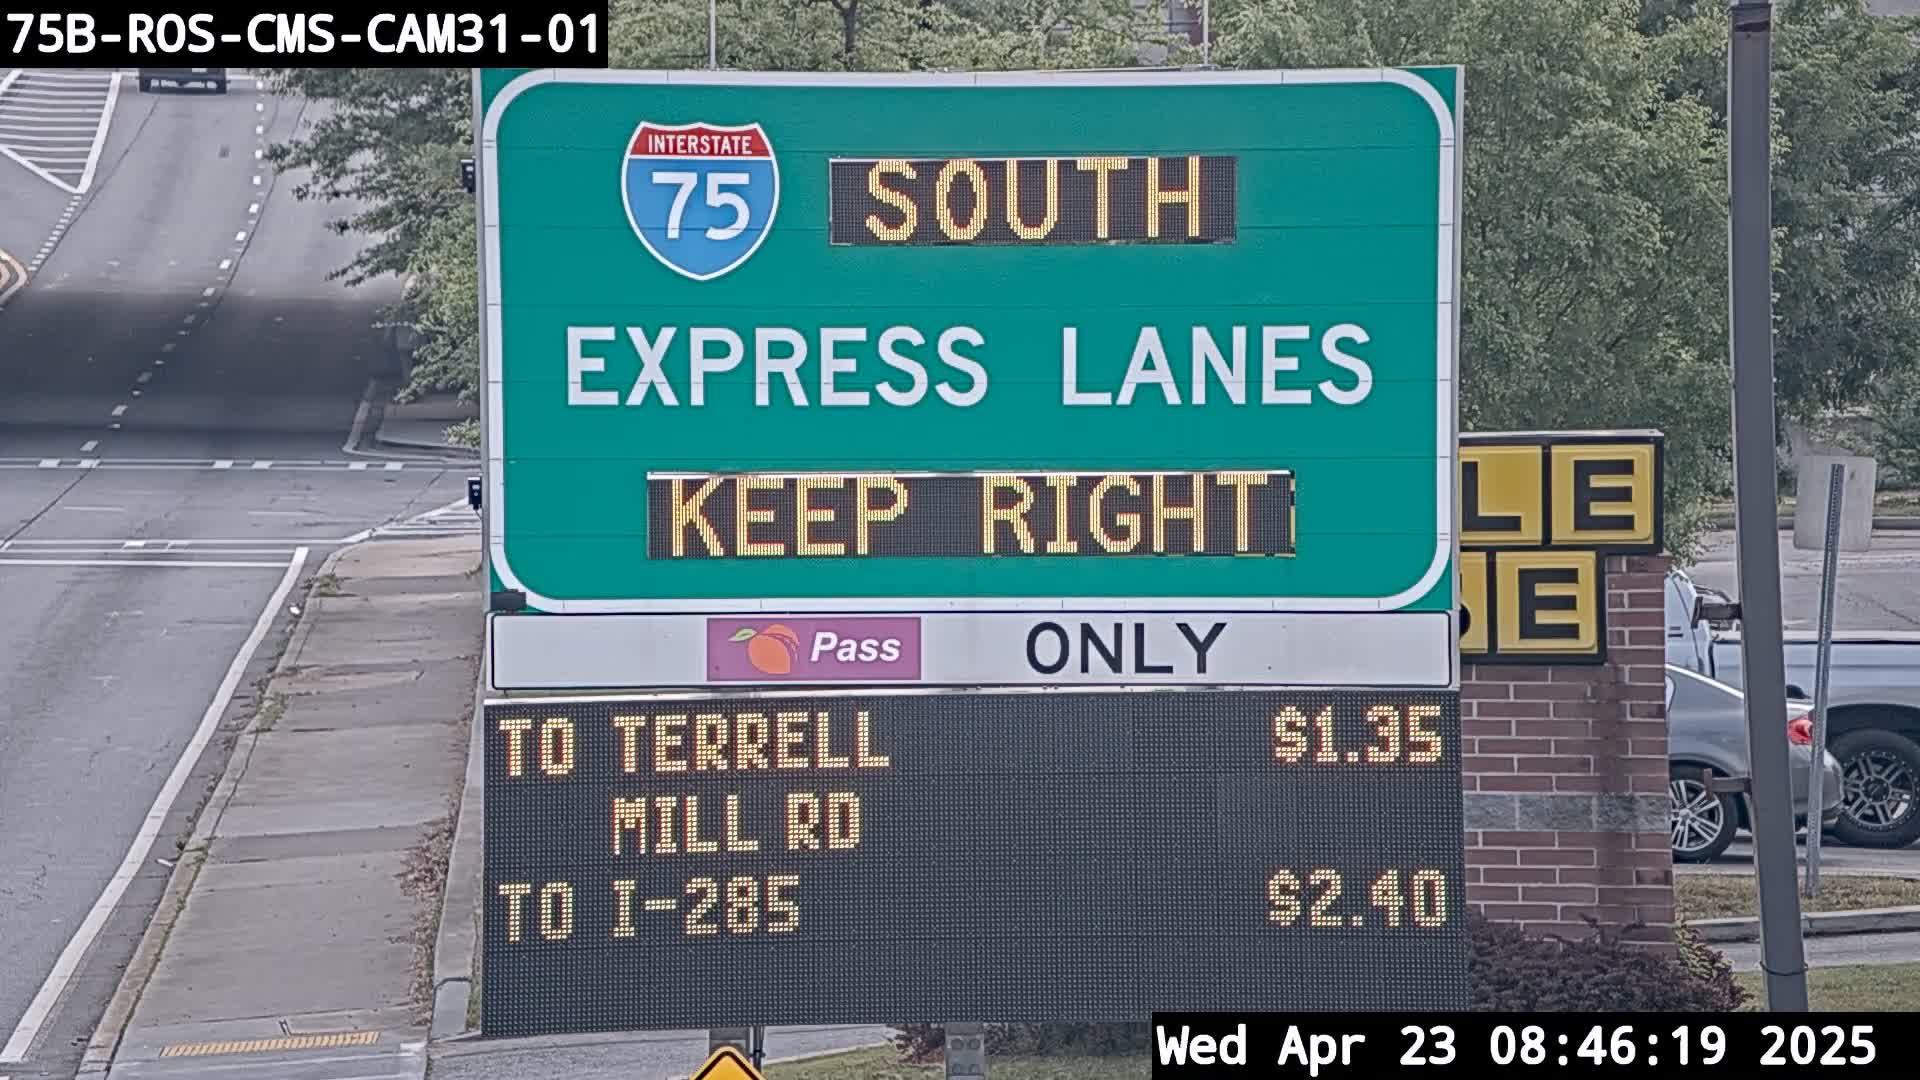 75B-ROS-CMS-CAM31-01
INTERSTATE
75
SOUTH
EXPRESS LANES
KEEP RIGHT
Pass ONLY
TO TERRELL $1.35
MILL RD
TO I-285 $2.40
LE
E
Wed Apr 23 08:46:19 2025